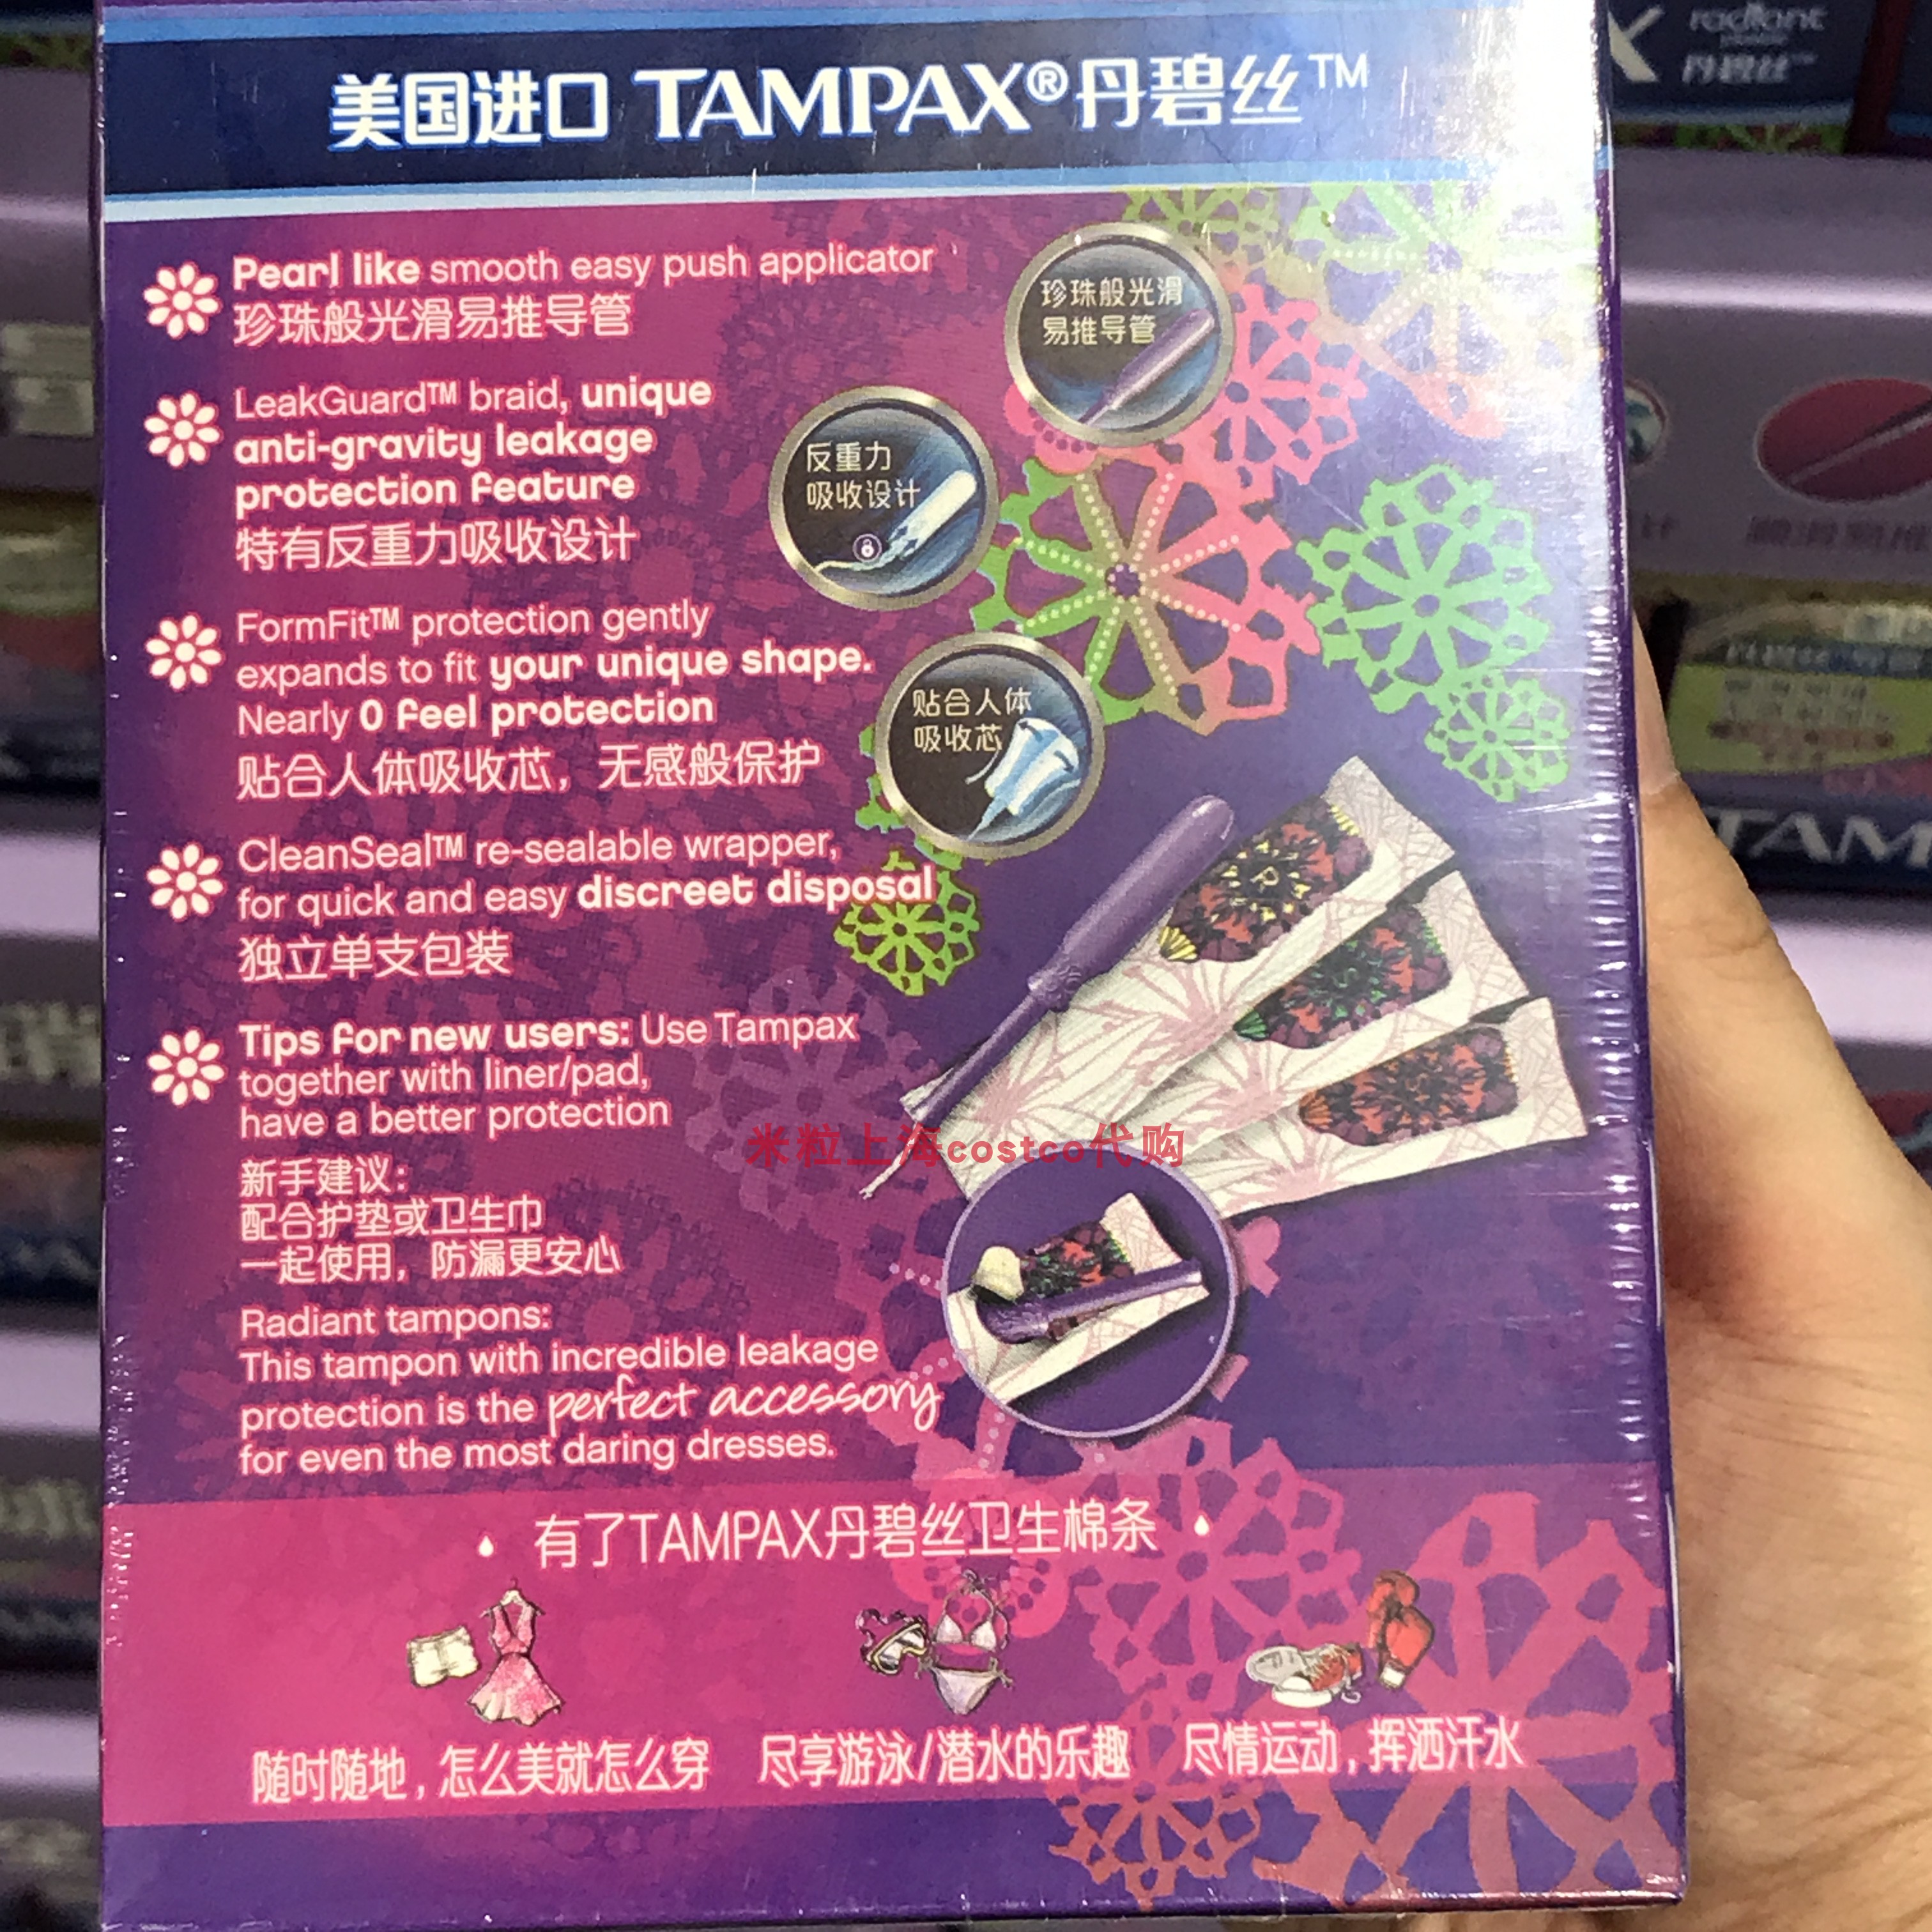 美国进口 TAMPAX®丹碧丝™
radiant
丹碧丝
Pearl like smooth easy push applicator
珍珠般光滑易推导管
珍珠般光滑
易推导管
LeakGuard™ braid, unique
anti-gravity leakage
protection feature
特有反重力吸收设计
反重力
吸收设计
FormFit™ protection gently
expands to fit your unique shape.
Nearly 0 feel protection
贴合人体吸收芯，无感般保护
贴合人体
吸收芯
CleanSeal™ re-sealable wrapper,
for quick and easy discreet disposal
独立单支包装
TAM
Tips for new users: Use Tampax
together with liner/pad,
have a better protection
新手建议：
配合护垫或卫生巾
一起使用，防漏更安心
米粒上海costco代购
Radiant tampons:
This tampon with incredible leakage
protection is the perfect accessory
for even the most daring dresses.
有了TAMPAX丹碧丝卫生棉条
随时随地，怎么美就怎么穿 尽享游泳/潜水的乐趣 尽情运动，挥洒汗水